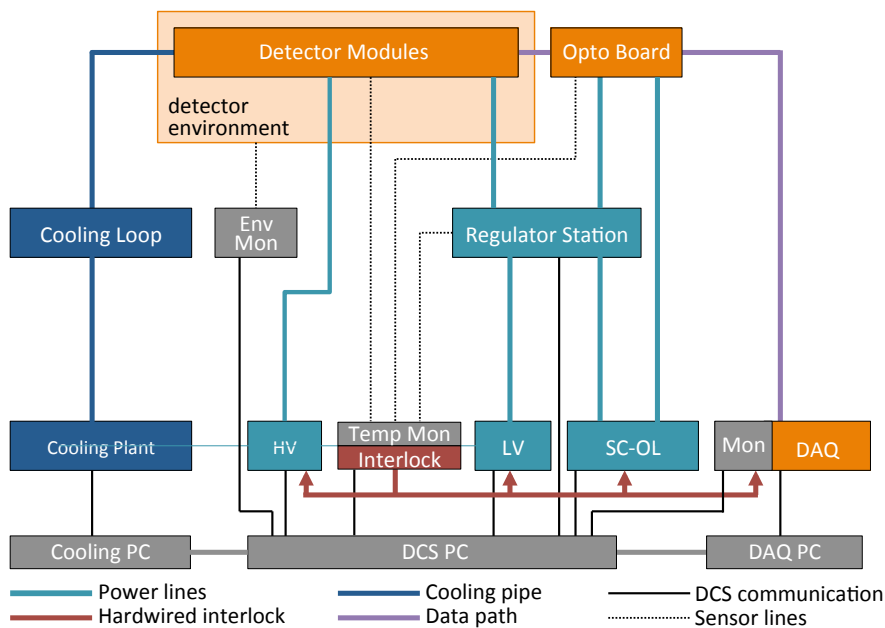 Detector Modules
Opto Board
detector
environment
Cooling Loop
Env
Mon
Regulator Station
Cooling Plant
HV
Temp Mon
Interlock
LV
SC-OL
Mon
DAQ
Cooling PC
DCS PC
DAQ PC
Power lines
Cooling pipe
DCS communication
Hardwired interlock
Data path
Sensor lines